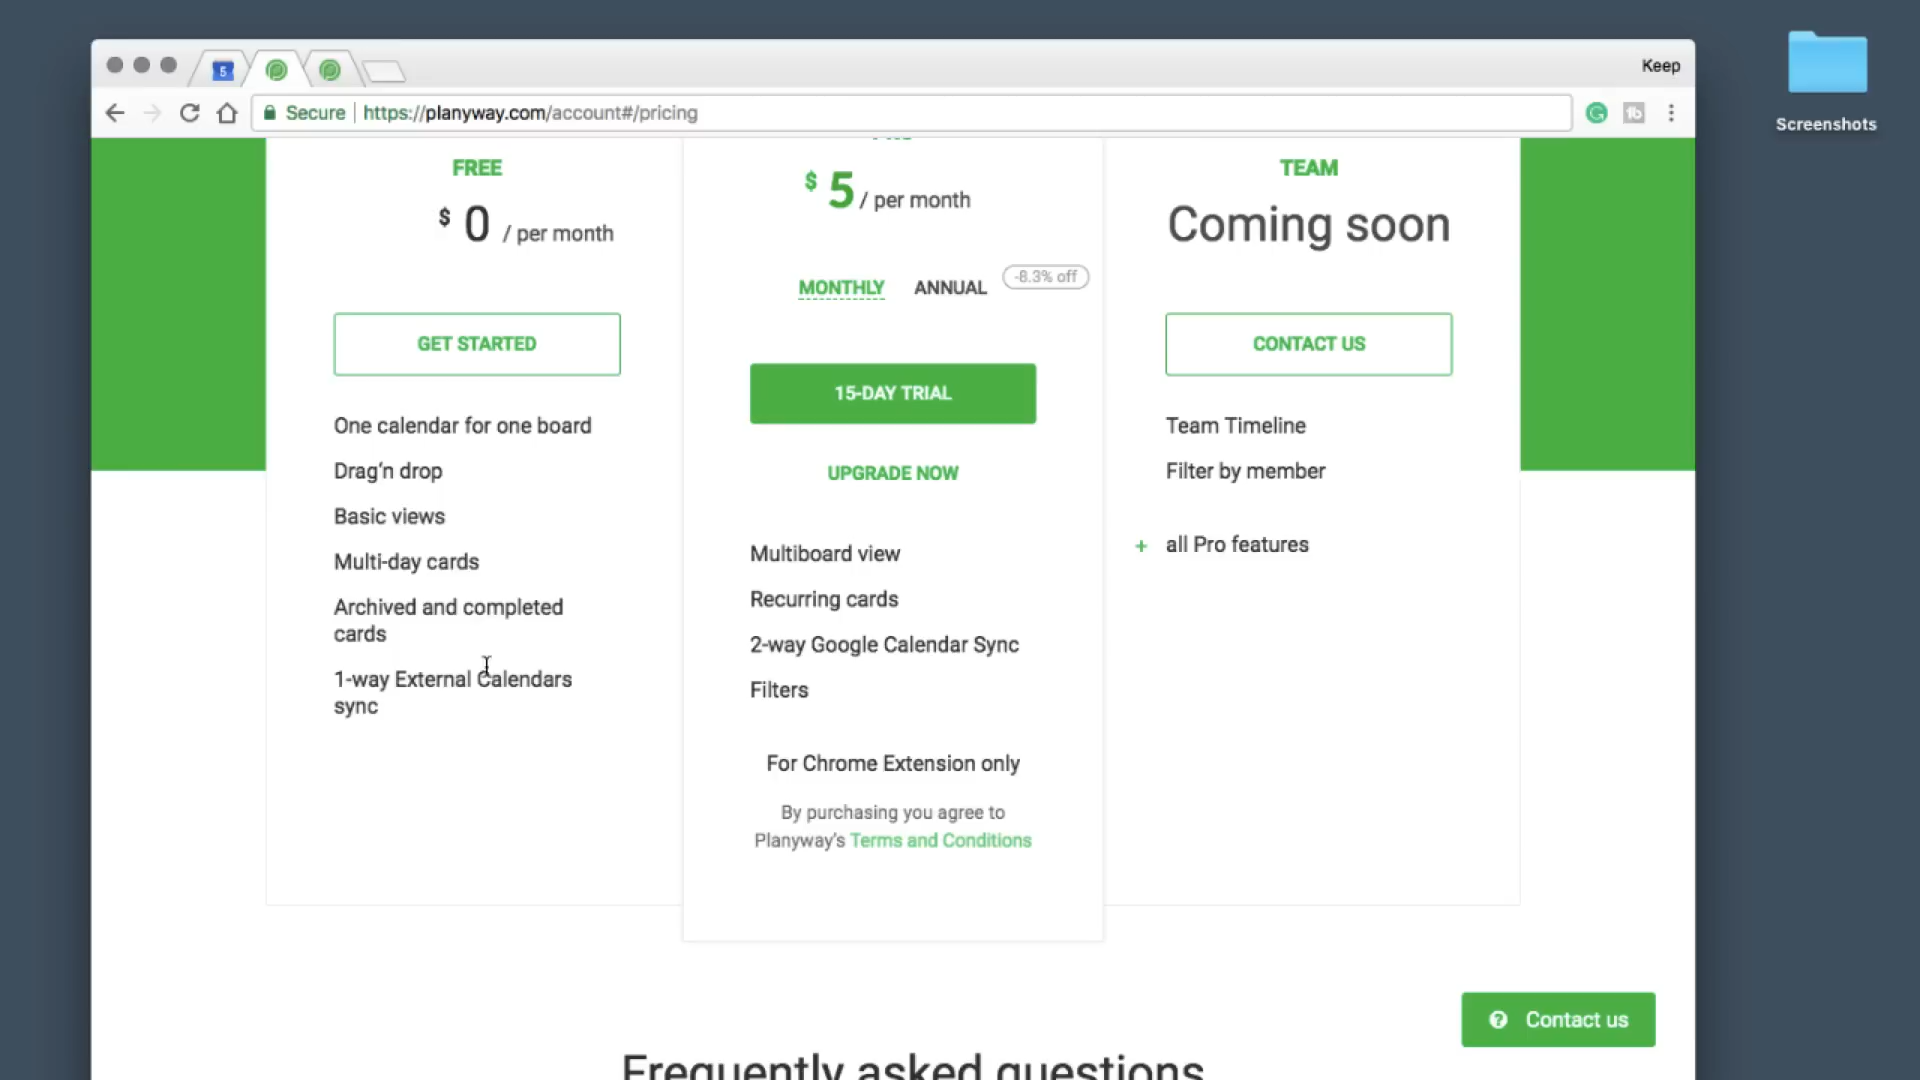 5
Keep
Secure https://planyway.com/account#/pricing
tb
Screenshots
FREE
$ 0 / per month
GET STARTED
One calendar for one board
Drag'n drop
Basic views
Multi-day cards
Archived and completed
cards
1-way External Calendars
sync
$ 5 / per month
MONTHLY ANNUAL -8.3% off
15-DAY TRIAL
UPGRADE NOW
Multiboard view
Recurring cards
2-way Google Calendar Sync
Filters
For Chrome Extension only
By purchasing you agree to
Planyway's Terms and Conditions
TEAM
Coming soon
CONTACT US
Team Timeline
Filter by member
+ all Pro features
? Contact us
Frequently asked questions